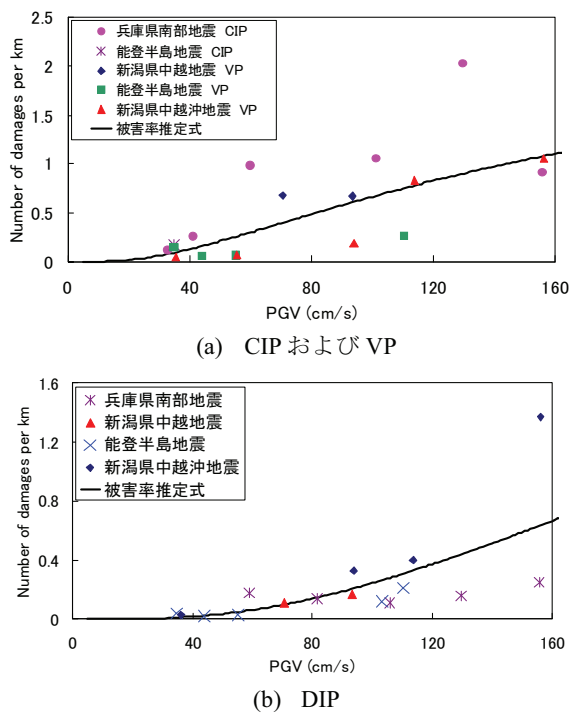 2.5
2
1.5
1
0.5
0
Number of damages per km
兵庫県南部地震 CIP
能登半島地震 CIP
新潟県中越地震 VP
能登半島地震 VP
新潟県中越沖地震 VP
被害率推定式
0 40 80 120 160
PGV (cm/s)
(a) CIP および VP
1.6
1.2
0.8
0.4
0
Number of damages per km
兵庫県南部地震
新潟県中越地震
能登半島地震
新潟県中越沖地震
被害率推定式
0 40 80 120 160
PGV (cm/s)
(b) DIP